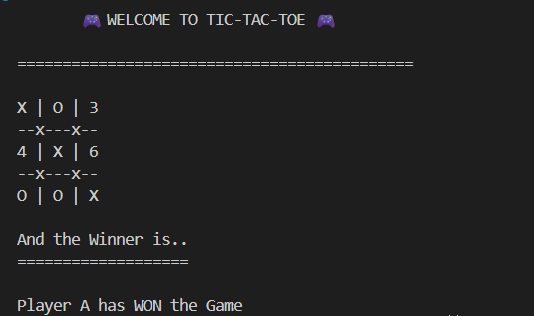 🎮 WELCOME TO TIC-TAC-TOE 🎮
============================================
X | O | 3
--x---x--
4 | X | 6
--x---x--
O | O | X
And the Winner is..
===================
Player A has WON the Game